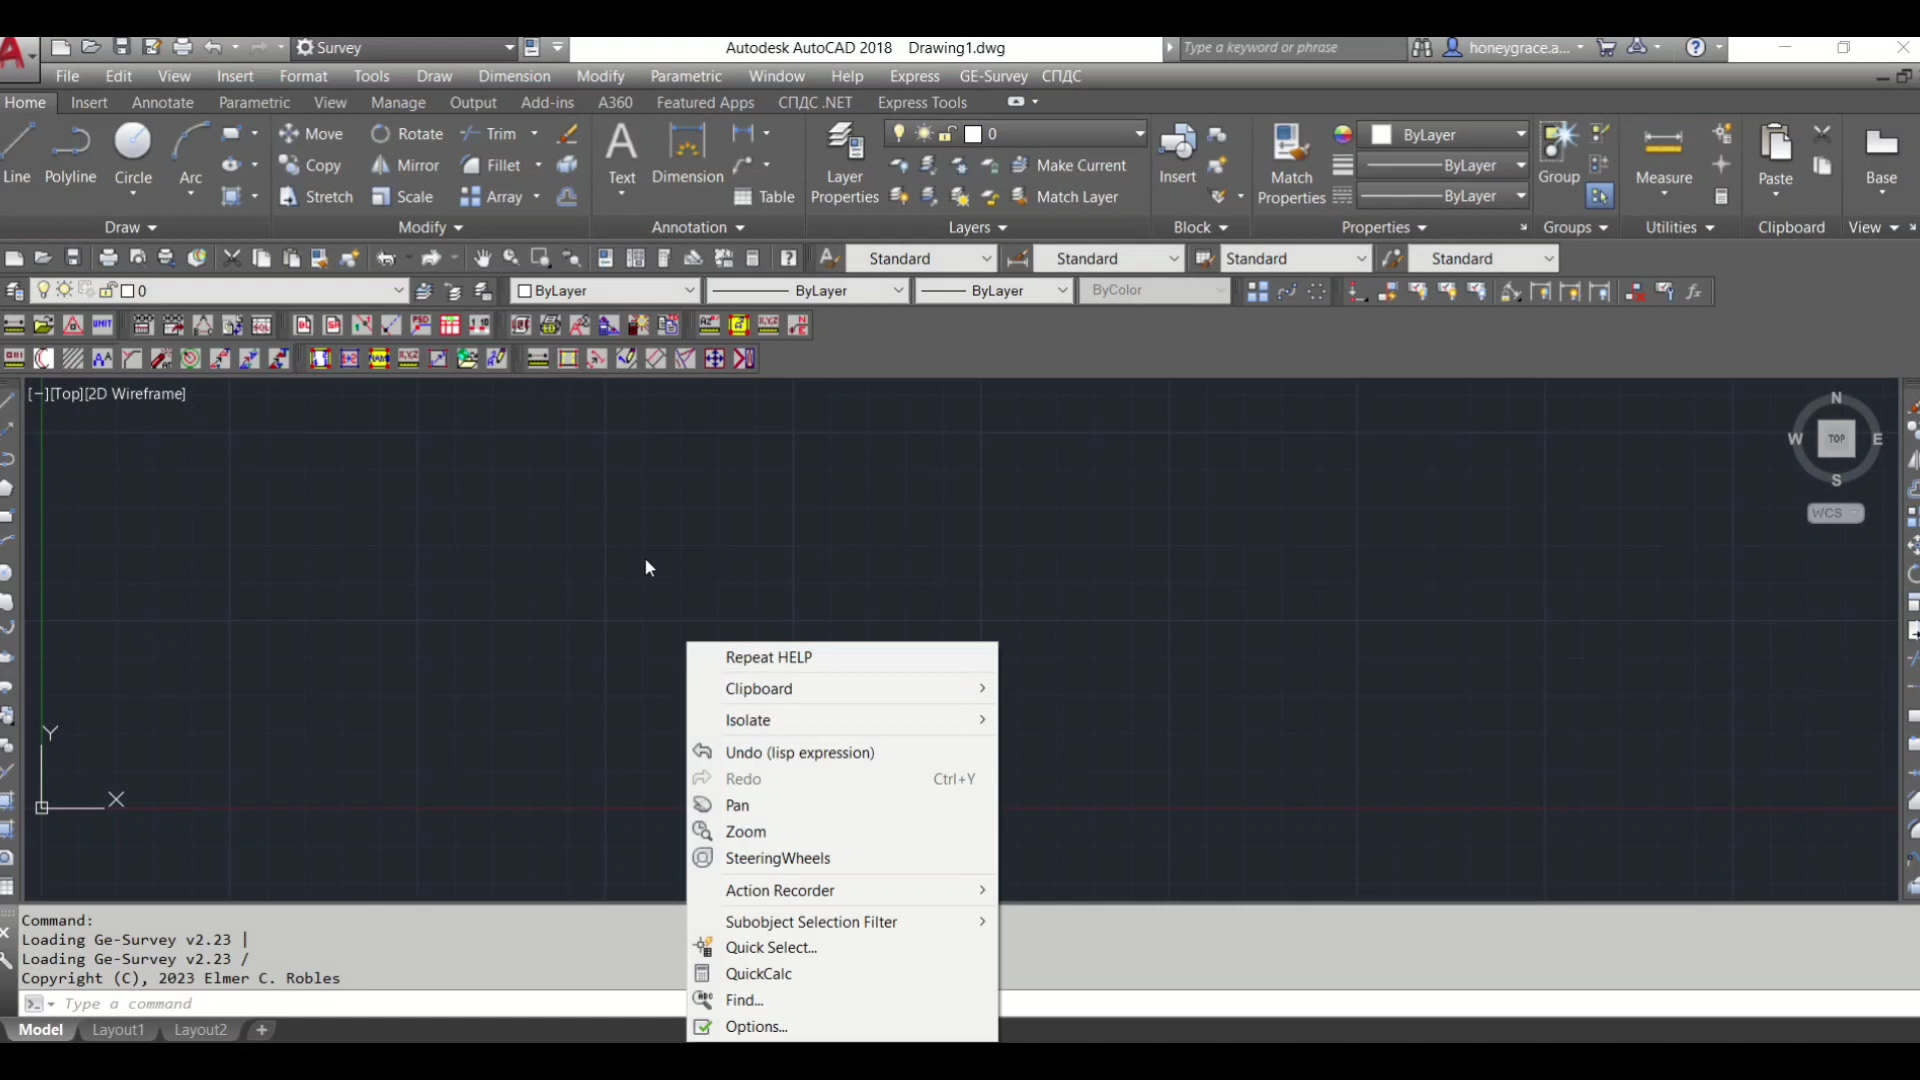 Survey
Autodesk AutoCAD 2018 Drawing1.dwg
Type a keyword or phrase
honeygrace.a...
File Edit View Insert Format Tools Draw Dimension Modify Parametric Window Help Express GE-Survey СПДС
Home Insert Annotate Parametric View Manage Output Add-ins A360 Featured Apps СПДС .NET Express Tools
Line Polyline Circle Arc
Move Rotate Trim
Copy Mirror Fillet
Stretch Scale Array
Text Dimension Table
Layer Properties
0
Make Current
Match Layer
Insert
Match Properties
ByLayer
ByLayer
ByLayer
Group Measure Paste Base
Draw Modify Annotation Layers Block Properties Groups Utilities Clipboard View
Standard Standard Standard Standard
0 ByLayer ByLayer ByLayer ByColor
UNIT
[−][Top][2D Wireframe]
N
W TOP E
S
WCS
Y
X
Repeat HELP
Clipboard
Isolate
Undo (lisp expression)
Redo Ctrl+Y
Pan
Zoom
SteeringWheels
Action Recorder
Subobject Selection Filter
Quick Select...
QuickCalc
Find...
Options...
Command:
Loading Ge-Survey v2.23 |
Loading Ge-Survey v2.23 /
Copyright (C), 2023 Elmer C. Robles
Type a command
Model Layout1 Layout2